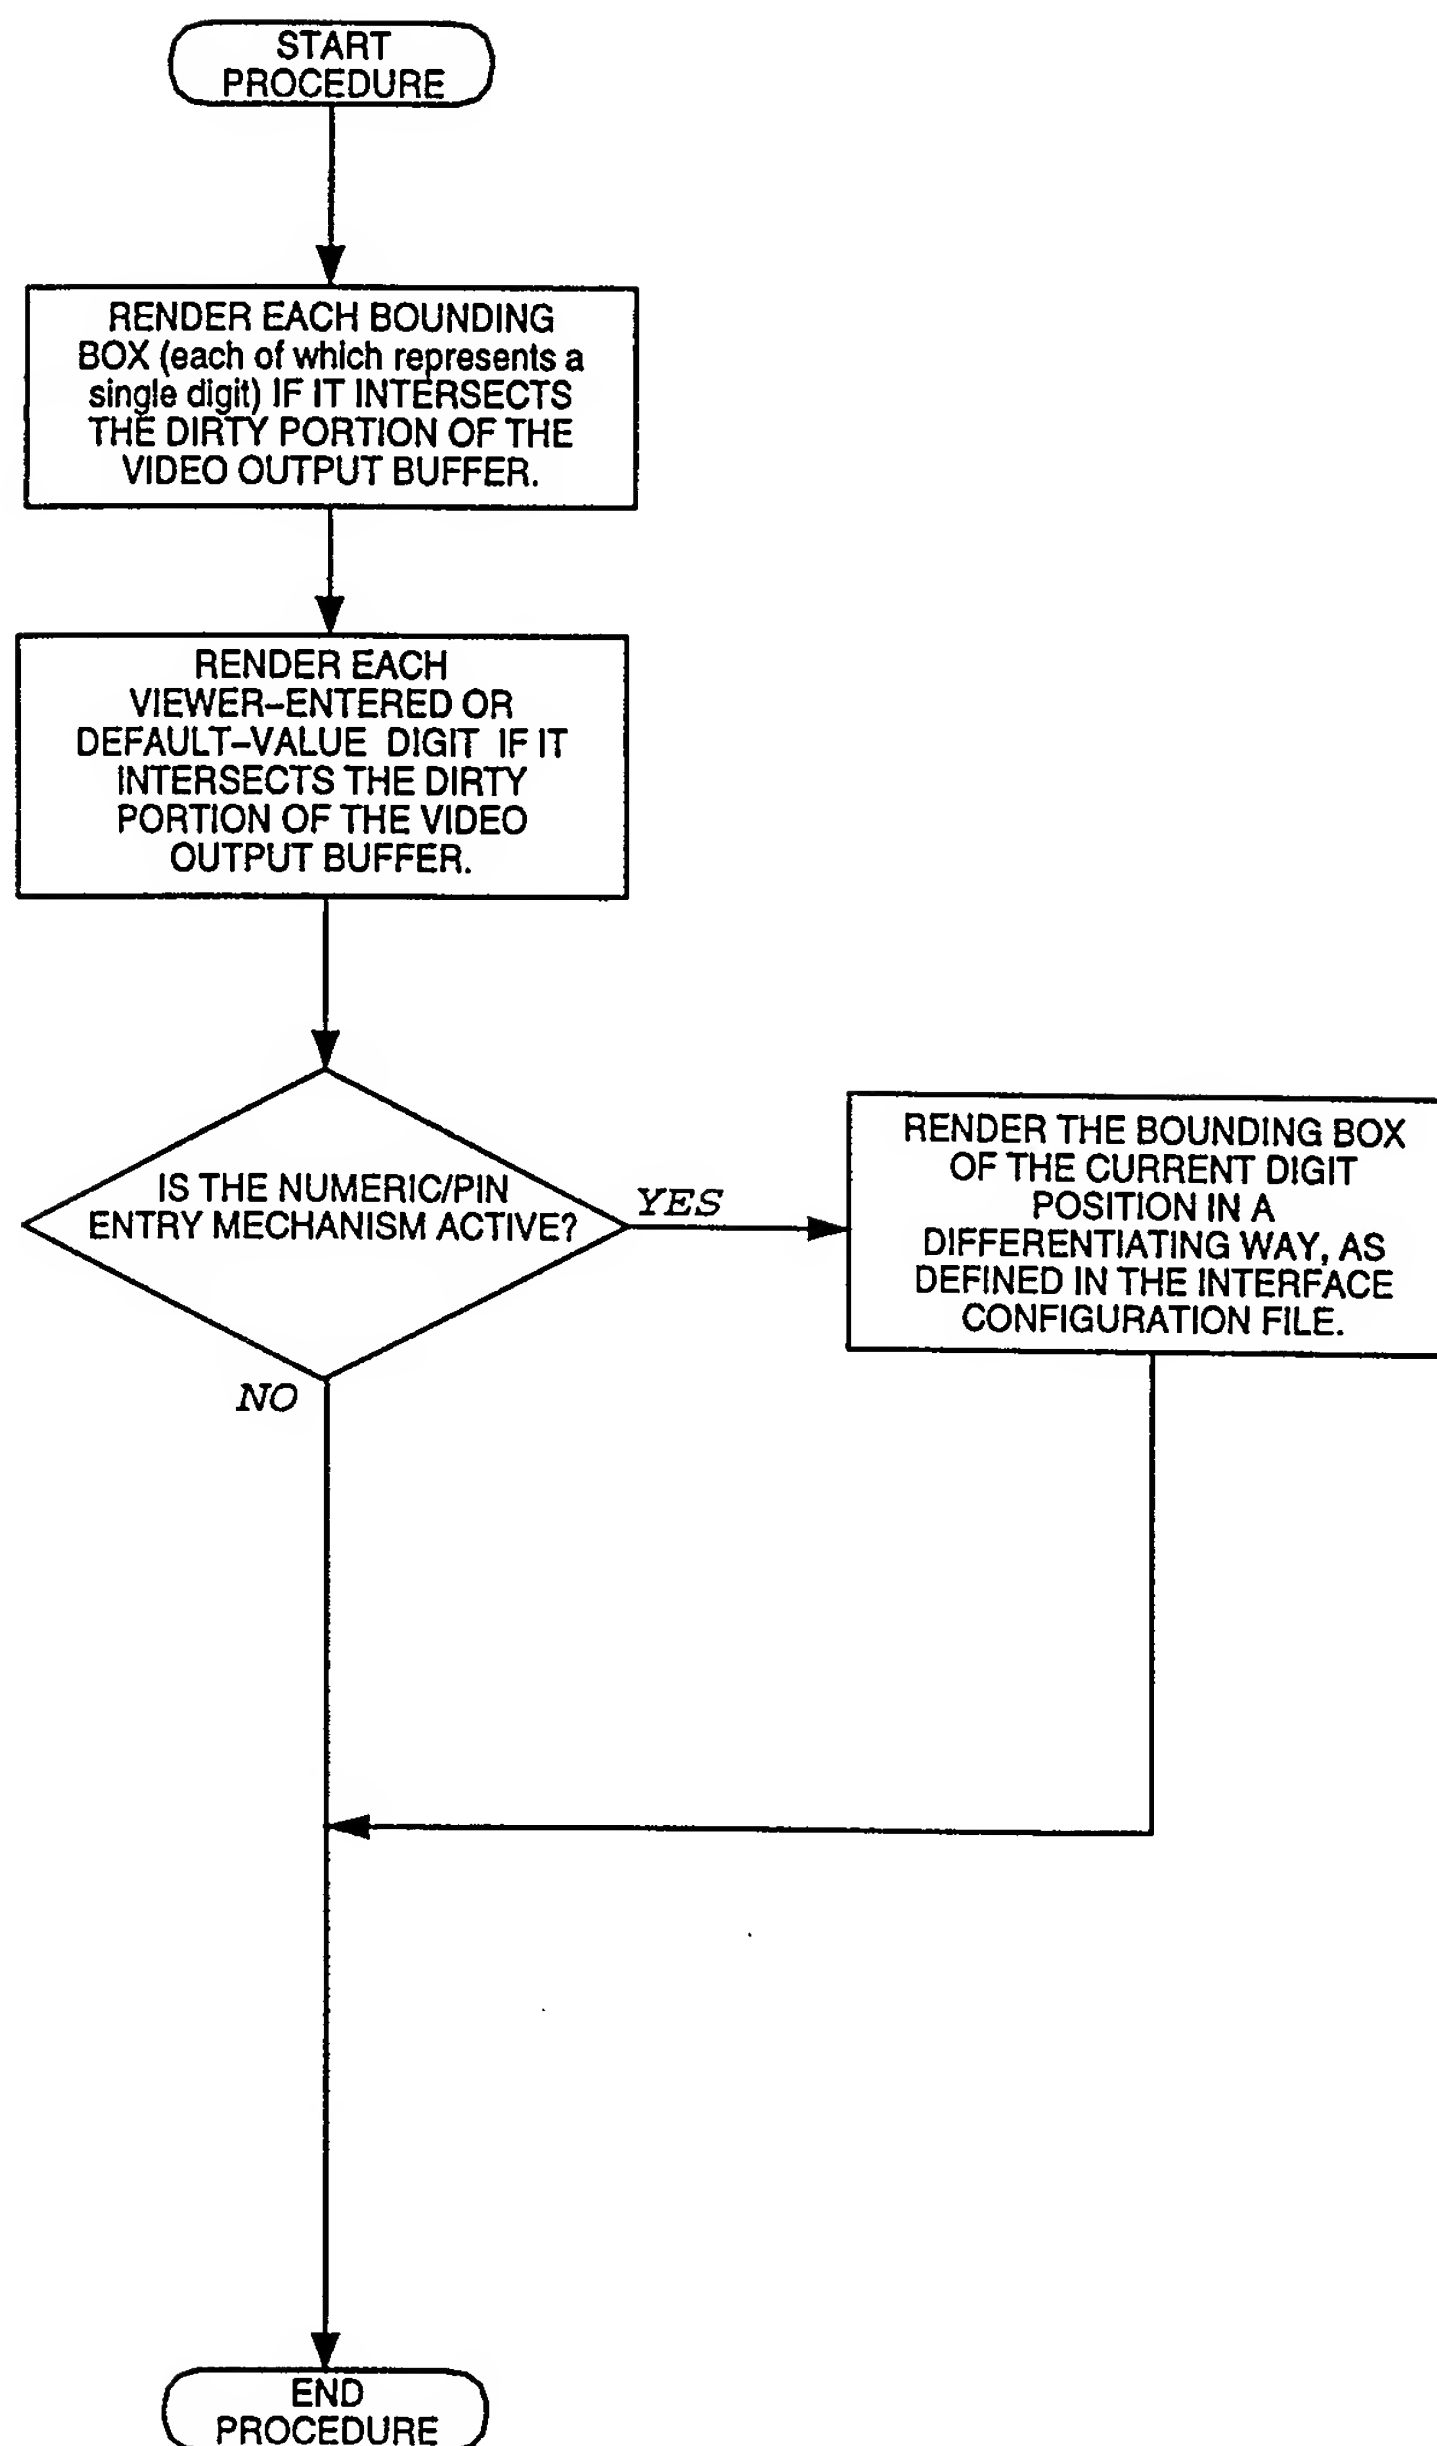 START
PROCEDURE
RENDER EACH BOUNDING
BOX (each of which represents a
single digit) IF IT INTERSECTS
THE DIRTY PORTION OF THE
VIDEO OUTPUT BUFFER.
RENDER EACH
VIEWER–ENTERED OR
DEFAULT–VALUE DIGIT IF IT
INTERSECTS THE DIRTY
PORTION OF THE VIDEO
OUTPUT BUFFER.
IS THE NUMERIC/PIN
ENTRY MECHANISM ACTIVE?
YES
RENDER THE BOUNDING BOX
OF THE CURRENT DIGIT
POSITION IN A
DIFFERENTIATING WAY, AS
DEFINED IN THE INTERFACE
CONFIGURATION FILE.
NO
END
PROCEDURE